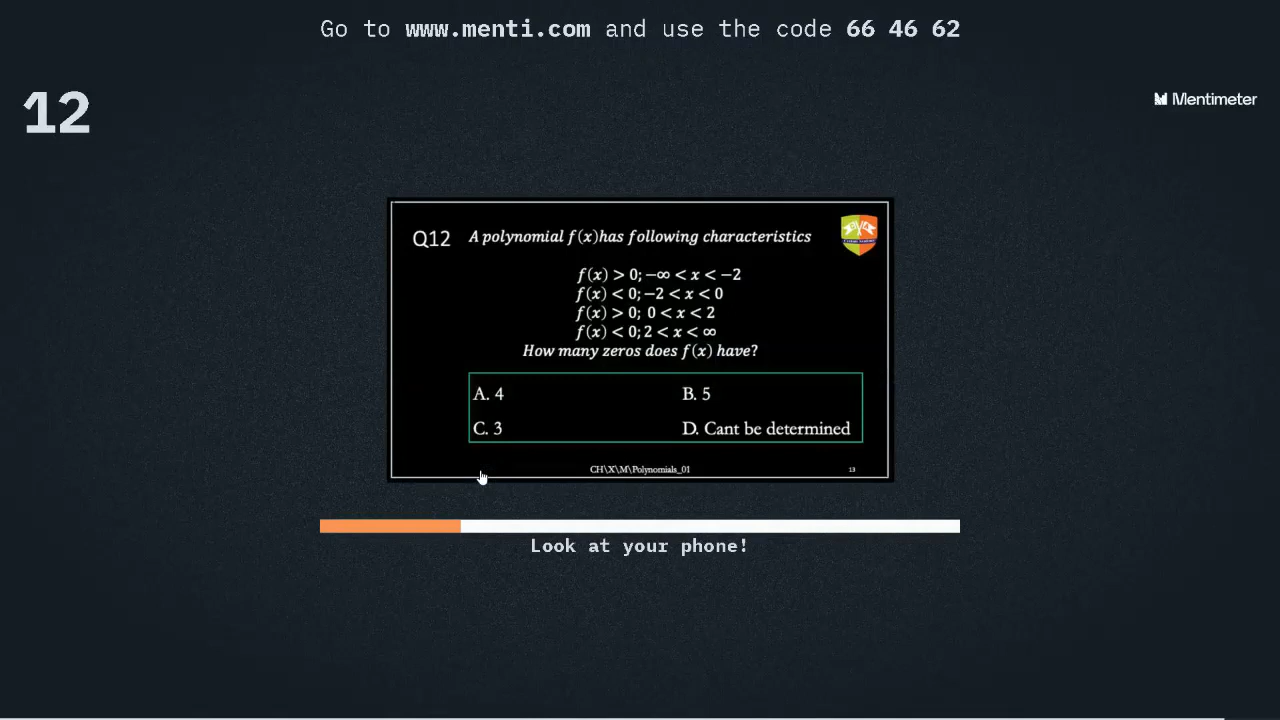 Go to www.menti.com and use the code 66 46 62
12
Mentimeter
Q12 A polynomial f(x)has following characteristics
f(x) > 0; −∞ < x < −2
f(x) < 0; −2 < x < 0
f(x) > 0; 0 < x < 2
f(x) < 0; 2 < x < ∞
How many zeros does f(x) have?
A. 4 B. 5
C. 3 D. Cant be determined
CH\X\M\Polynomials_01 13
Look at your phone!